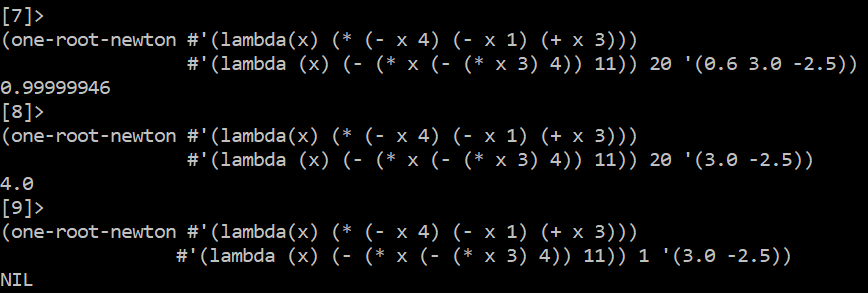 [7]>
(one-root-newton #'(lambda(x) (* (- x 4) (- x 1) (+ x 3)))
                 #'(lambda (x) (- (* x (- (* x 3) 4)) 11)) 20 '(0.6 3.0 -2.5))
0.99999946
[8]>
(one-root-newton #'(lambda(x) (* (- x 4) (- x 1) (+ x 3)))
                 #'(lambda (x) (- (* x (- (* x 3) 4)) 11)) 20 '(3.0 -2.5))
4.0
[9]>
(one-root-newton #'(lambda(x) (* (- x 4) (- x 1) (+ x 3)))
                #'(lambda (x) (- (* x (- (* x 3) 4)) 11)) 1 '(3.0 -2.5))
NIL